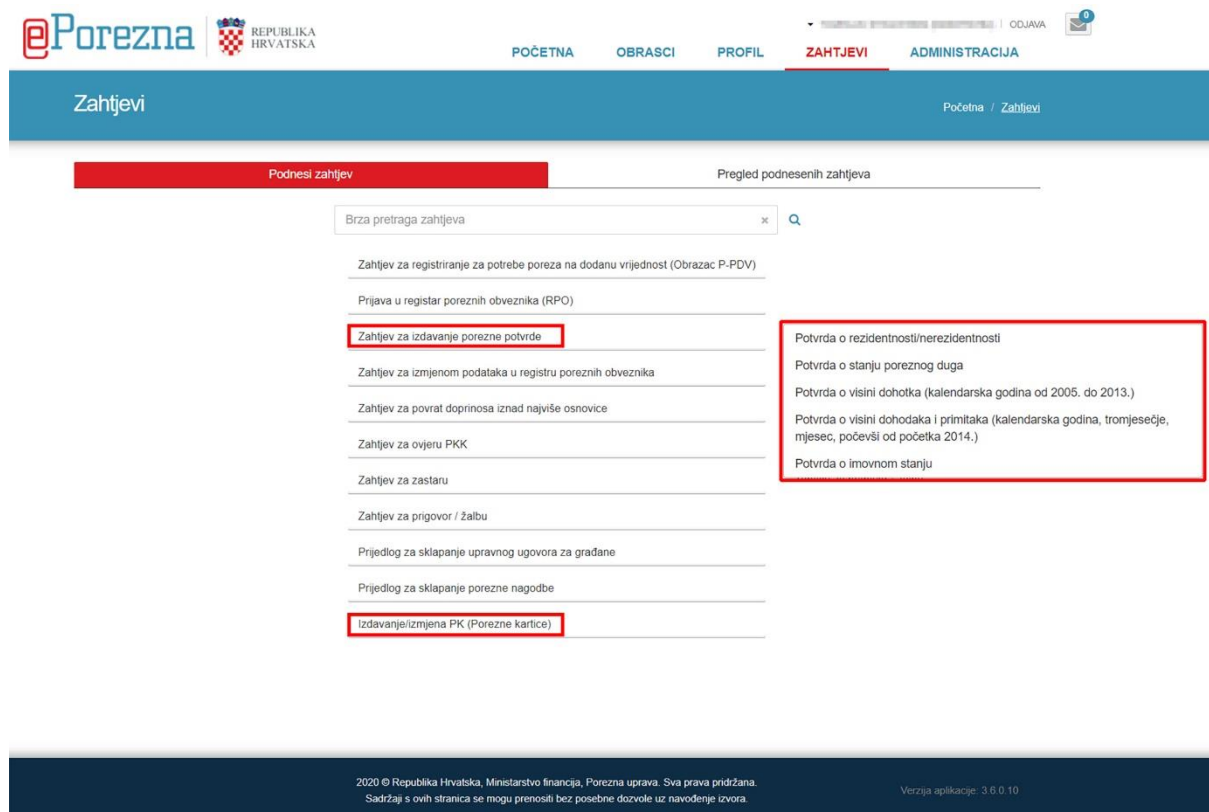 ePorezna
REPUBLIKA
HRVATSKA
ODJAVA
0
POČETNA OBRASCI PROFIL ZAHTJEVI ADMINISTRACIJA
Zahtjevi
Početna / Zahtjevi
Podnesi zahtjev
Pregled podnesenih zahtjeva
Brza pretraga zahtjeva
Zahtjev za registriranje za potrebe poreza na dodanu vrijednost (Obrazac P-PDV)
Prijava u registar poreznih obveznika (RPO)
Zahtjev za izdavanje porezne potvrde
Zahtjev za izmjenom podataka u registru poreznih obveznika
Zahtjev za povrat doprinosa iznad najviše osnovice
Zahtjev za ovjeru PKK
Zahtjev za zastaru
Zahtjev za prigovor / žalbu
Prijedlog za sklapanje upravnog ugovora za građane
Prijedlog za sklapanje porezne nagodbe
Izdavanje/izmjena PK (Porezne kartice)
Potvrda o rezidentnosti/nerezidentnosti
Potvrda o stanju poreznog duga
Potvrda o visini dohotka (kalendarska godina od 2005. do 2013.)
Potvrda o visini dohodaka i primitaka (kalendarska godina, tromjesečje,
mjesec, počevši od početka 2014.)
Potvrda o imovnom stanju
2020 © Republika Hrvatska, Ministarstvo financija, Porezna uprava. Sva prava pridržana.
Sadržaji s ovih stranica se mogu prenositi bez posebne dozvole uz navođenje izvora.
Verzija aplikacije: 3.6.0.10